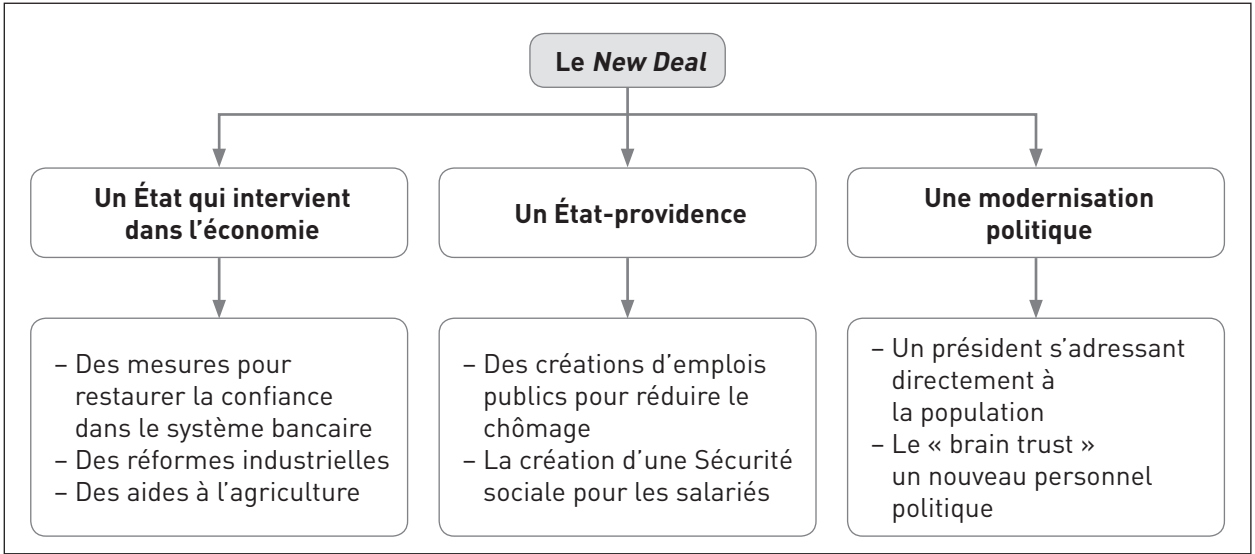 Le New Deal
Un État qui intervient
dans l’économie
Un État-providence
Une modernisation
politique
– Des mesures pour
restaurer la confiance
dans le système bancaire
– Des réformes industrielles
– Des aides à l’agriculture
– Des créations d’emplois
publics pour réduire le
chômage
– La création d’une Sécurité
sociale pour les salariés
– Un président s’adressant
directement à
la population
– Le « brain trust »
un nouveau personnel
politique